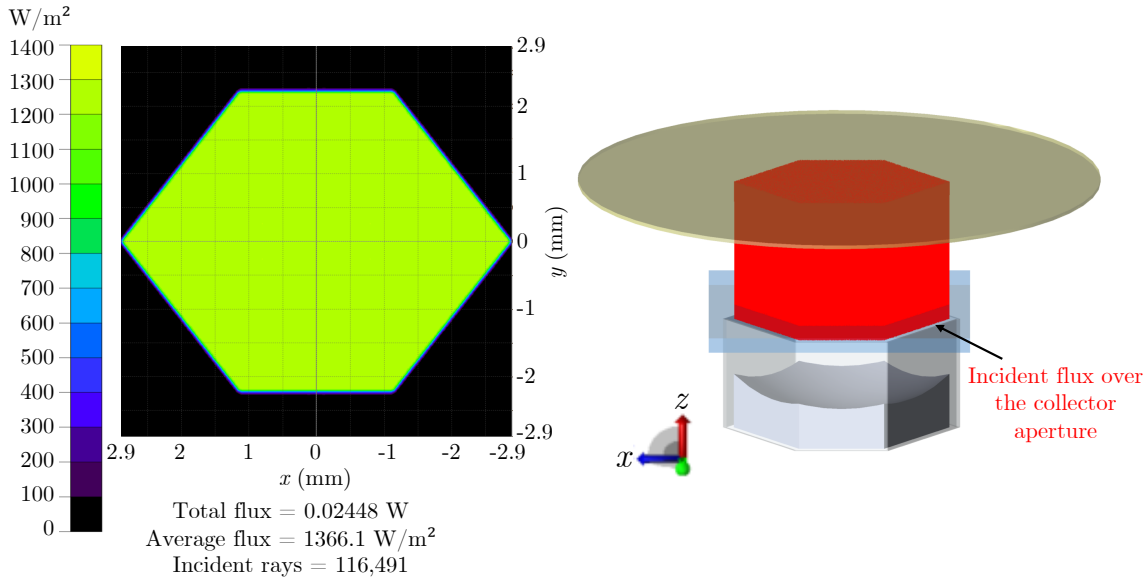 W/m²
1400
1300
1200
1100
1000
900
800
700
600
500
400
300
200
100
0
2.9
2
1
0
-1
-2
-2.9
y (mm)
2.9 2 1 0 -1 -2 -2.9
x (mm)
Total flux = 0.02448 W
Average flux = 1366.1 W/m²
Incident rays = 116,491
z
x
Incident flux over
the collector
aperture